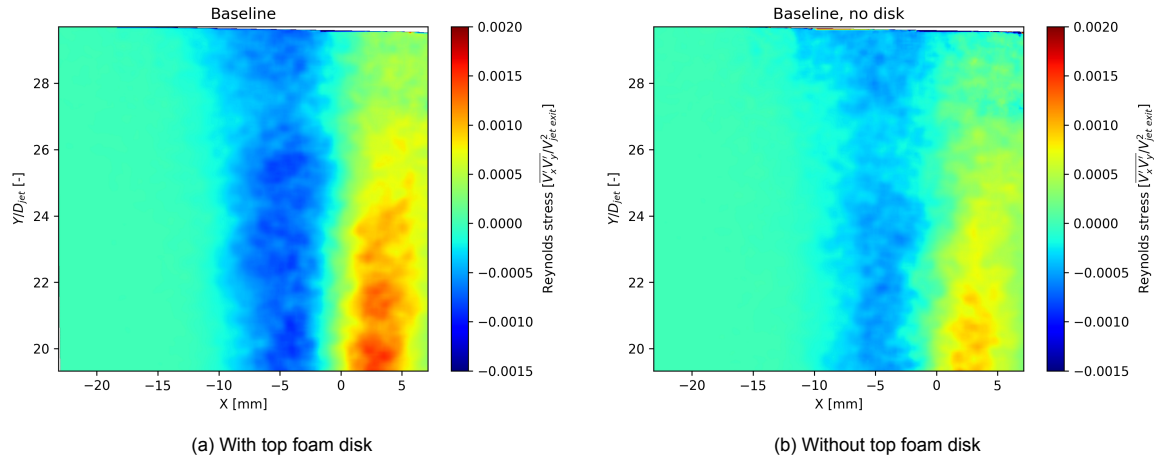 Baseline
28
26
24
22
20
Y/D_jet [-]
−20 −15 −10 −5 0 5
X [mm]
0.0020
0.0015
0.0010
0.0005
0.0000
−0.0005
−0.0010
−0.0015
Reynolds stress [V'_x V'_y/V²_jet exit]
(a) With top foam disk
Baseline, no disk
28
26
24
22
20
Y/D_jet [-]
−20 −15 −10 −5 0 5
X [mm]
0.0020
0.0015
0.0010
0.0005
0.0000
−0.0005
−0.0010
−0.0015
Reynolds stress [V'_x V'_y/V²_jet exit]
(b) Without top foam disk